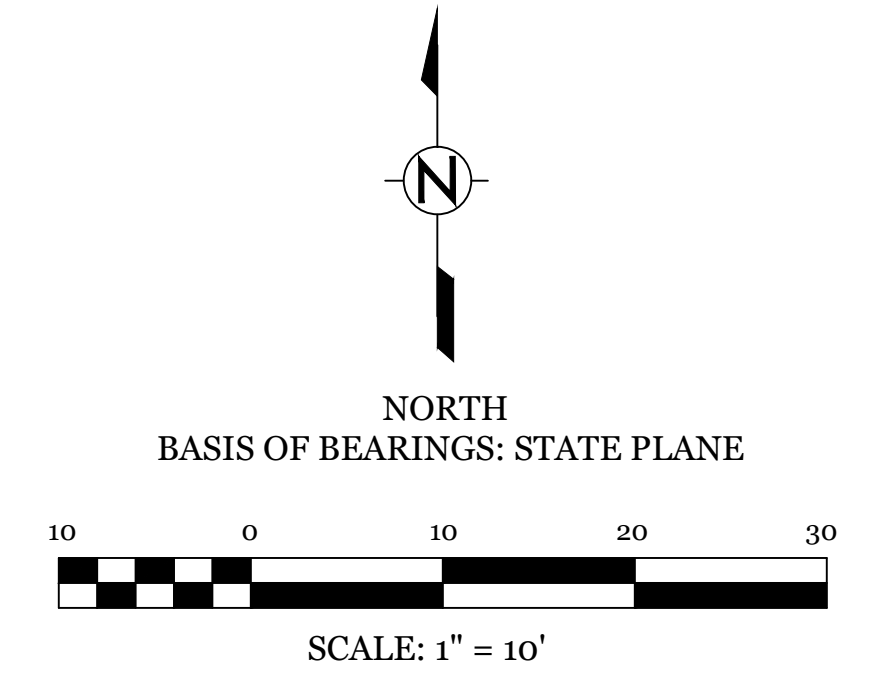 N
NORTH
BASIS OF BEARINGS: STATE PLANE
10 0 10 20 30
SCALE: 1" = 10'